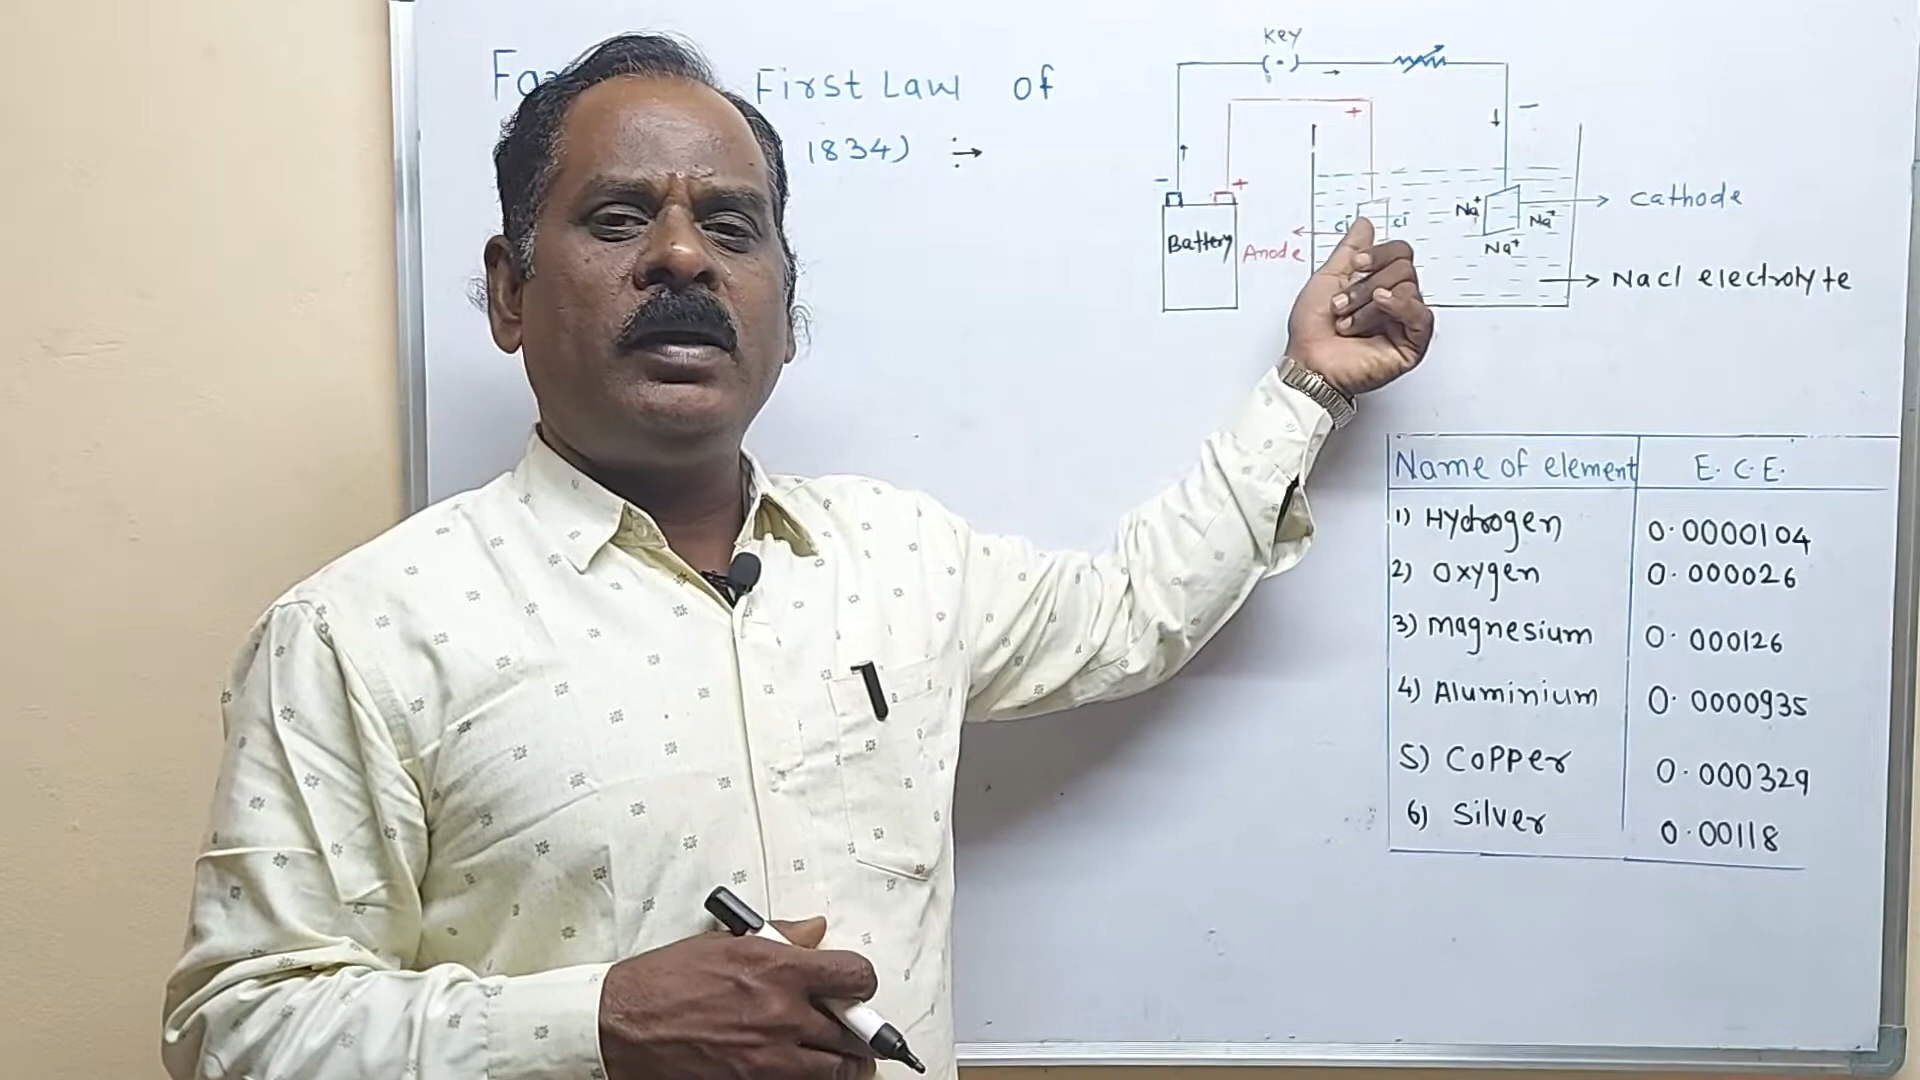 First Law of
1834) ÷→
Key
+
−
−
+
Battery
Anode
Cl⁻
Cl⁻
Na⁺
Na⁺
Na⁺
cathode
Nacl electrolyte
Name of element E. C. E.
1) Hydrogen 0.0000104
2) Oxygen 0.000026
3) magnesium 0.000126
4) Aluminium 0.0000935
5) Copper 0.000329
6) Silver 0.00118